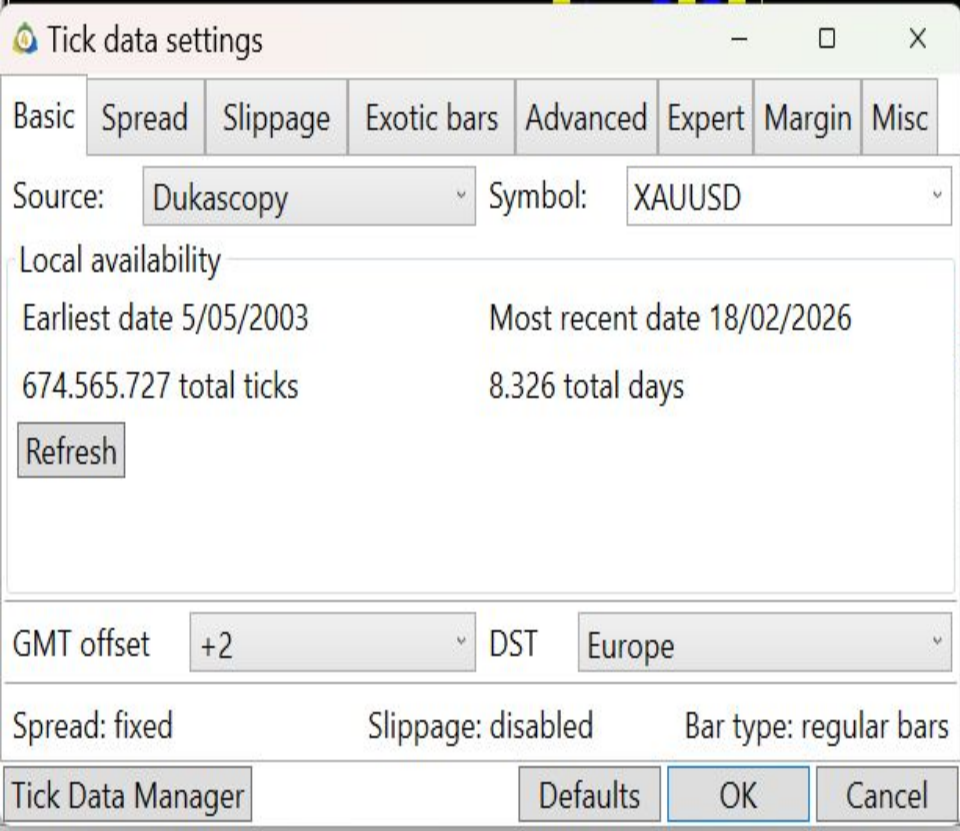 Tick data settings
Basic Spread Slippage Exotic bars Advanced Expert Margin Misc
Source: Dukascopy Symbol: XAUUSD
Local availability
Earliest date 5/05/2003 Most recent date 18/02/2026
674.565.727 total ticks 8.326 total days
Refresh
GMT offset +2 DST Europe
Spread: fixed Slippage: disabled Bar type: regular bars
Tick Data Manager Defaults OK Cancel